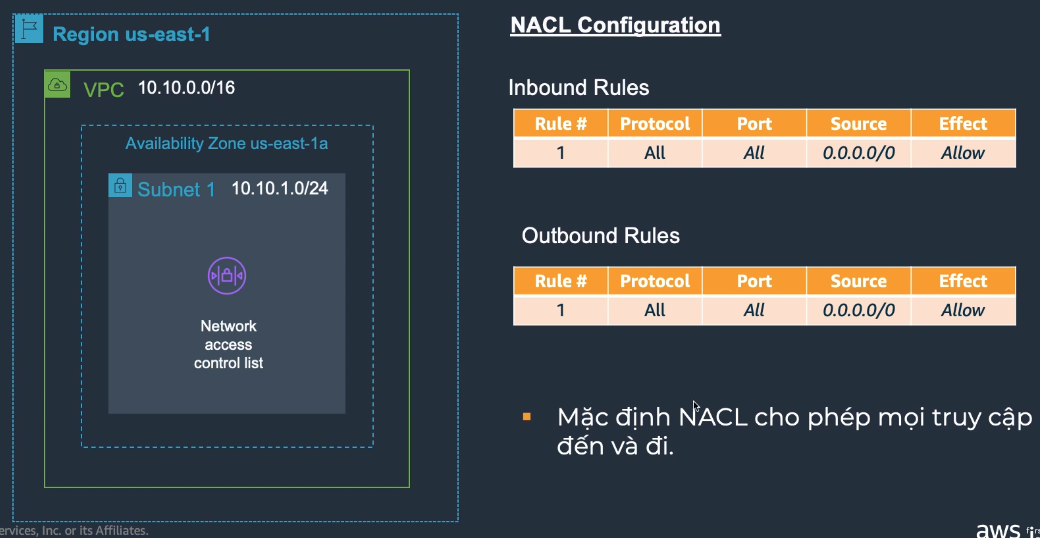 Region us-east-1
VPC 10.10.0.0/16
Availability Zone us-east-1a
Subnet 1 10.10.1.0/24
Network
access
control list
NACL Configuration
Inbound Rules
Rule # Protocol Port Source Effect
1 All All 0.0.0.0/0 Allow
Outbound Rules
Rule # Protocol Port Source Effect
1 All All 0.0.0.0/0 Allow
Mặc định NACL cho phép mọi truy cập
đến và đi.
ervices, Inc. or its Affiliates.
aws